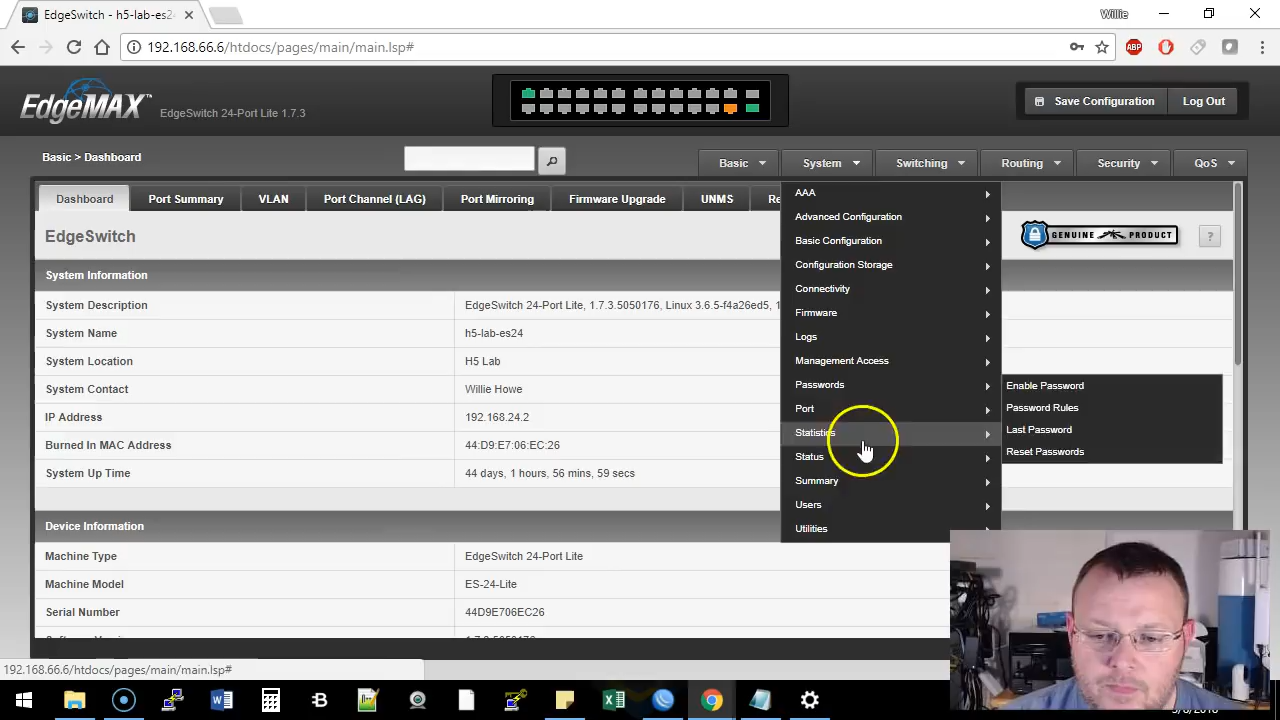 EdgeSwitch - h5-lab-es24
Willie
192.168.66.6/htdocs/pages/main/main.lsp#
ABP
EdgeMAX™
EdgeSwitch 24-Port Lite 1.7.3
Save Configuration
Log Out
Basic > Dashboard
Basic
System
Switching
Routing
Security
QoS
Dashboard
Port Summary
VLAN
Port Channel (LAG)
Port Mirroring
Firmware Upgrade
UNMS
Re
EdgeSwitch
GENUINE PRODUCT
?
System Information
System Description
EdgeSwitch 24-Port Lite, 1.7.3.5050176, Linux 3.6.5-f4a26ed5, 1
System Name
h5-lab-es24
System Location
H5 Lab
System Contact
Willie Howe
IP Address
192.168.24.2
Burned In MAC Address
44:D9:E7:06:EC:26
System Up Time
44 days, 1 hours, 56 mins, 59 secs
Device Information
Machine Type
EdgeSwitch 24-Port Lite
Machine Model
ES-24-Lite
Serial Number
44D9E706EC26
AAA
Advanced Configuration
Basic Configuration
Configuration Storage
Connectivity
Firmware
Logs
Management Access
Passwords
Port
Statistics
Status
Summary
Users
Utilities
Enable Password
Password Rules
Last Password
Reset Passwords
192.168.66.6/htdocs/pages/main/main.lsp#